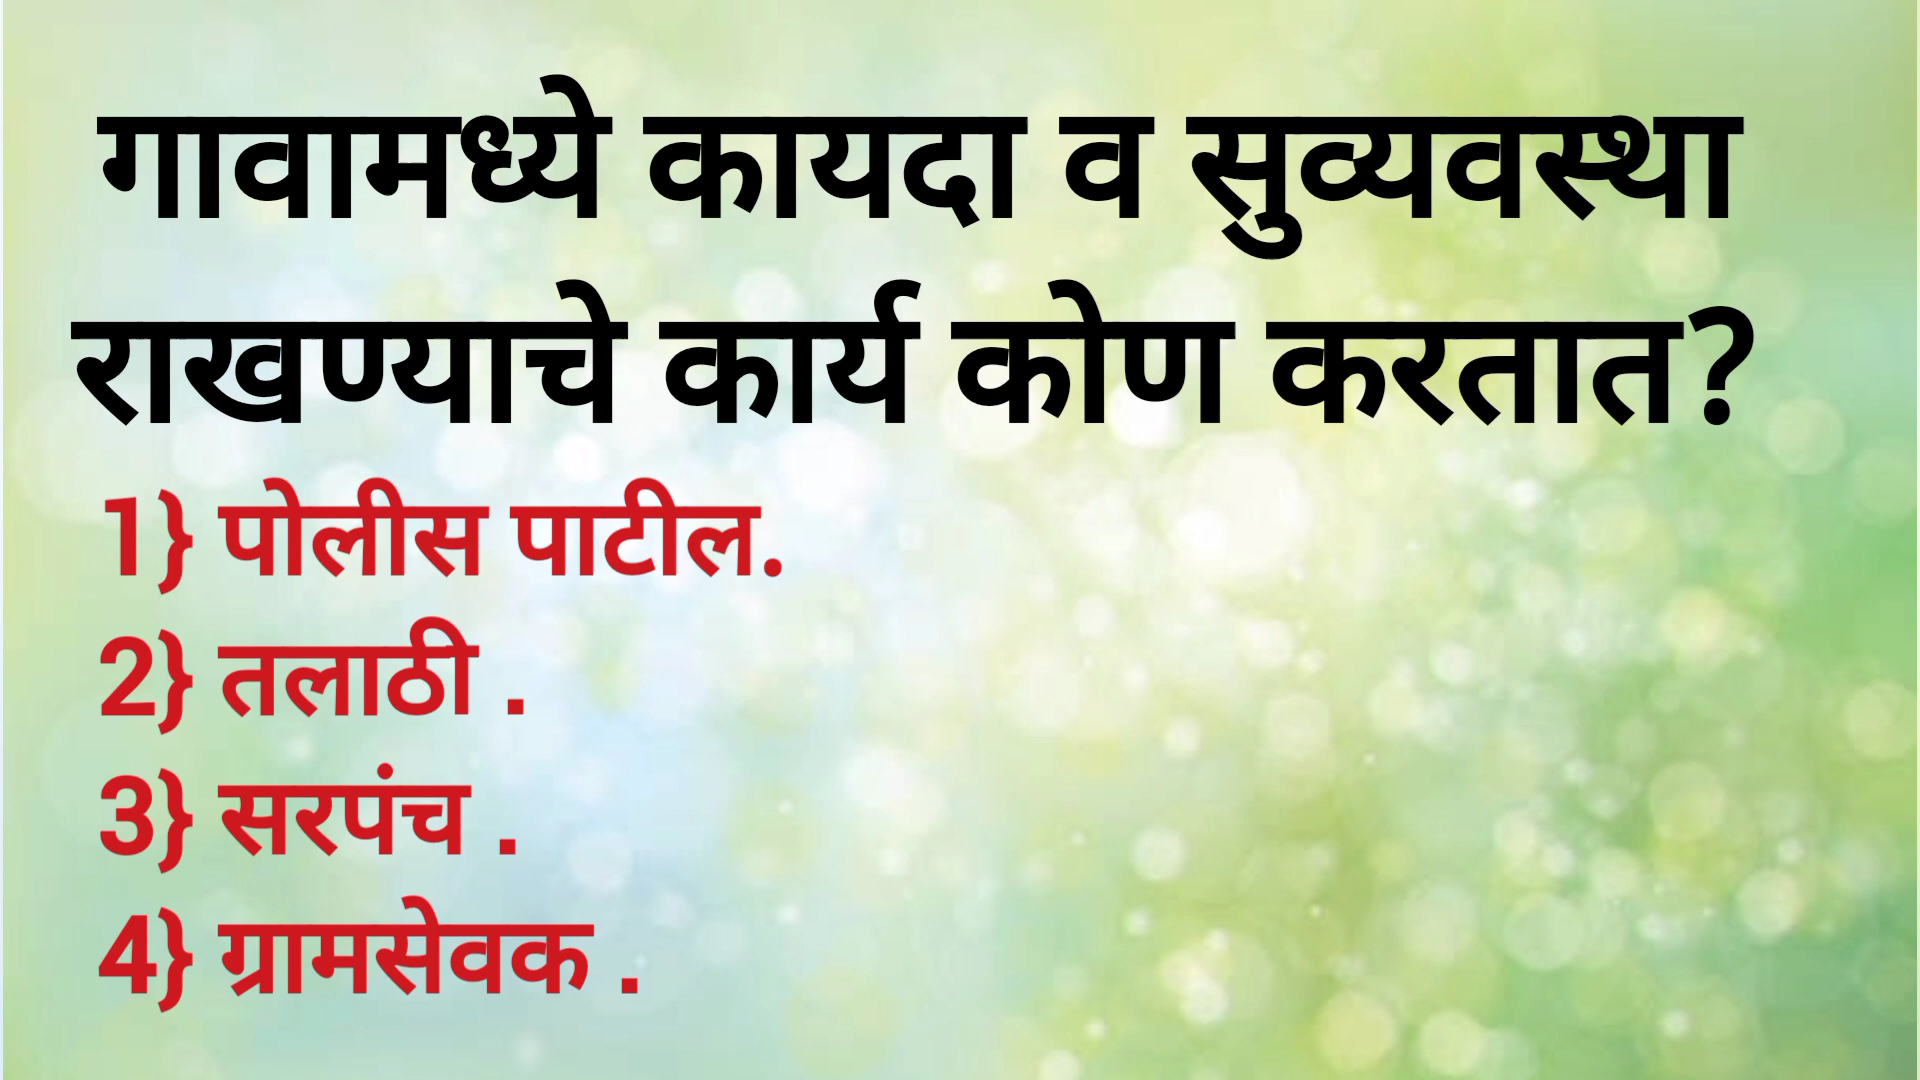 गावामध्ये कायदा व सुव्यवस्था
राखण्याचे कार्य कोण करतात?
1} पोलीस पाटील.
2} तलाठी .
3} सरपंच .
4} ग्रामसेवक .